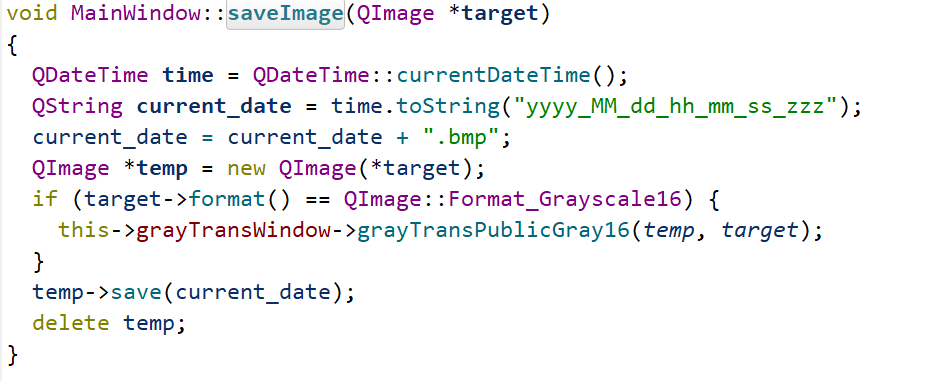 void MainWindow::saveImage(QImage *target)
{
  QDateTime time = QDateTime::currentDateTime();
  QString current_date = time.toString("yyyy_MM_dd_hh_mm_ss_zzz");
  current_date = current_date + ".bmp";
  QImage *temp = new QImage(*target);
  if (target->format() == QImage::Format_Grayscale16) {
    this->grayTransWindow->grayTransPublicGray16(temp, target);
  }
  temp->save(current_date);
  delete temp;
}